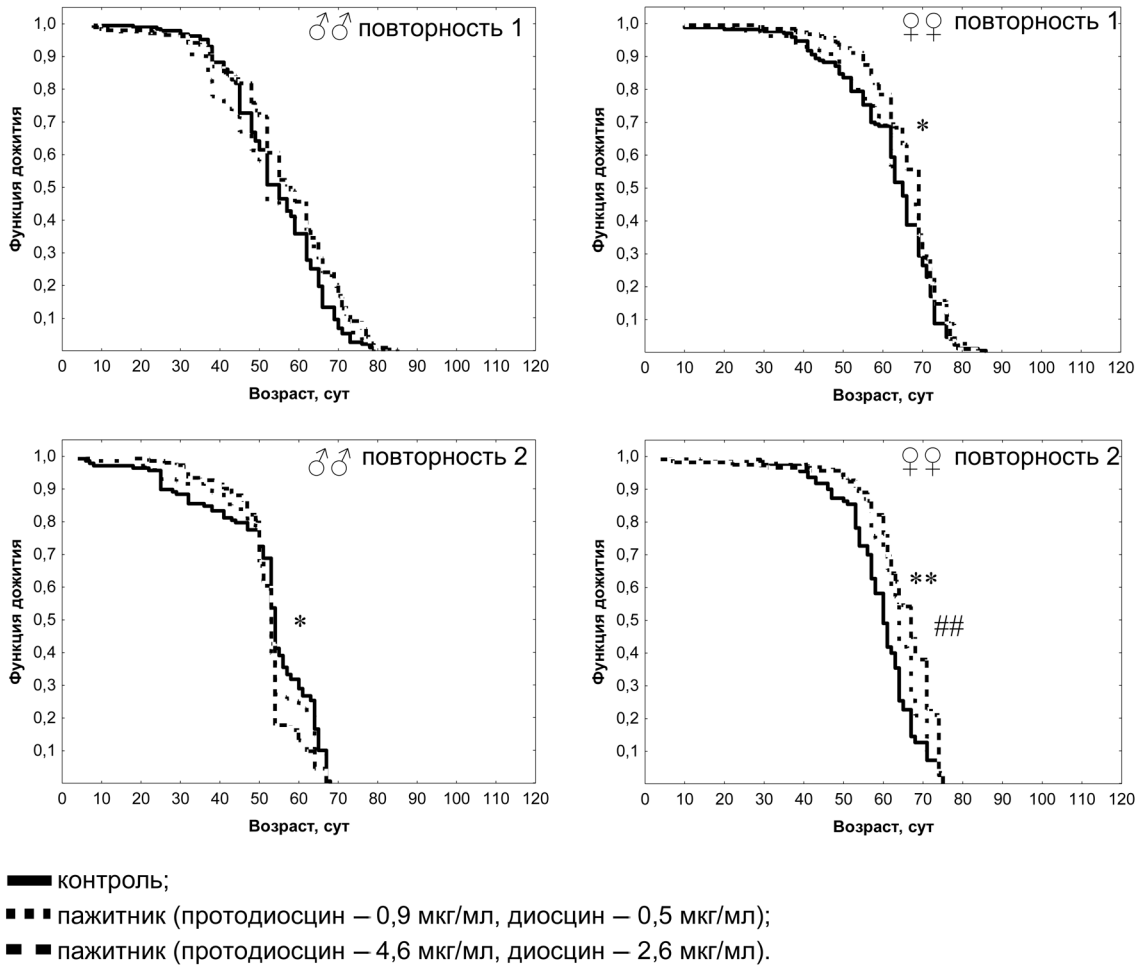 ♂♂ повторность 1
Функция дожития
1,0
0,9
0,8
0,7
0,6
0,5
0,4
0,3
0,2
0,1
0 10 20 30 40 50 60 70 80 90 100 110 120
Возраст, сут
♀♀ повторность 1
Функция дожития
1,0
0,9
0,8
0,7
0,6
0,5
0,4
0,3
0,2
0,1
*
0 10 20 30 40 50 60 70 80 90 100 110 120
Возраст, сут
♂♂ повторность 2
Функция дожития
1,0
0,9
0,8
0,7
0,6
0,5
0,4
0,3
0,2
0,1
*
0 10 20 30 40 50 60 70 80 90 100 110 120
Возраст, сут
♀♀ повторность 2
Функция дожития
1,0
0,9
0,8
0,7
0,6
0,5
0,4
0,3
0,2
0,1
**
##
0 10 20 30 40 50 60 70 80 90 100 110 120
Возраст, сут
контроль;
пажитник (протодиосцин – 0,9 мкг/мл, диосцин – 0,5 мкг/мл);
пажитник (протодиосцин – 4,6 мкг/мл, диосцин – 2,6 мкг/мл).